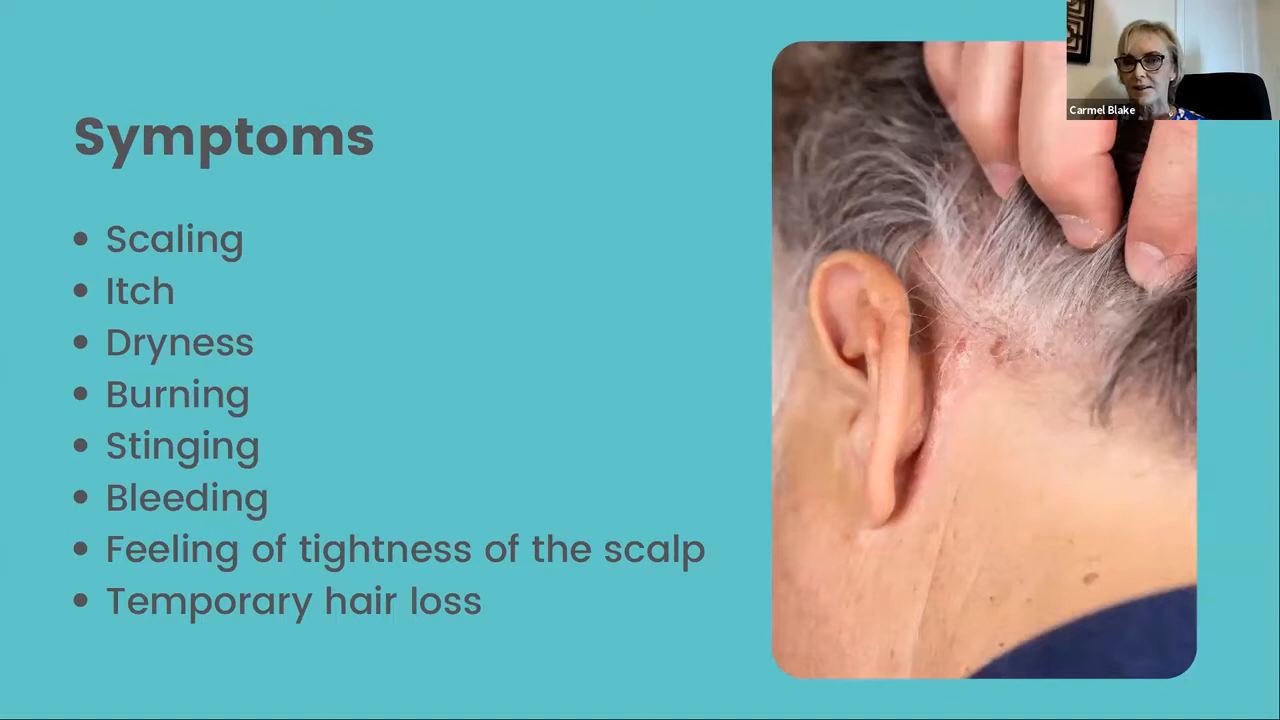 Symptoms
Scaling
Itch
Dryness
Burning
Stinging
Bleeding
Feeling of tightness of the scalp
Temporary hair loss
Carmel Blake